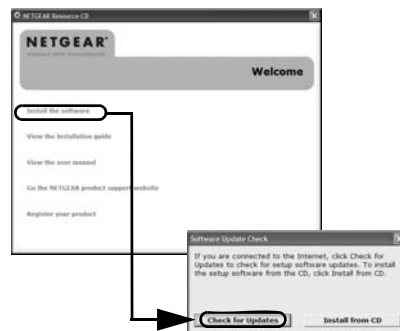 NETGEAR Resource CD
NETGEAR®
Connect with Innovation™
Welcome
Install the software
View the installation guide
View the user manual
Go the NETGEAR product support website
Register your product
Software Update Check
If you are connected to the Internet, click Check for
Updates to check for setup software updates. To install
the setup software from the CD, click Install from CD.
Check for Updates
Install from CD